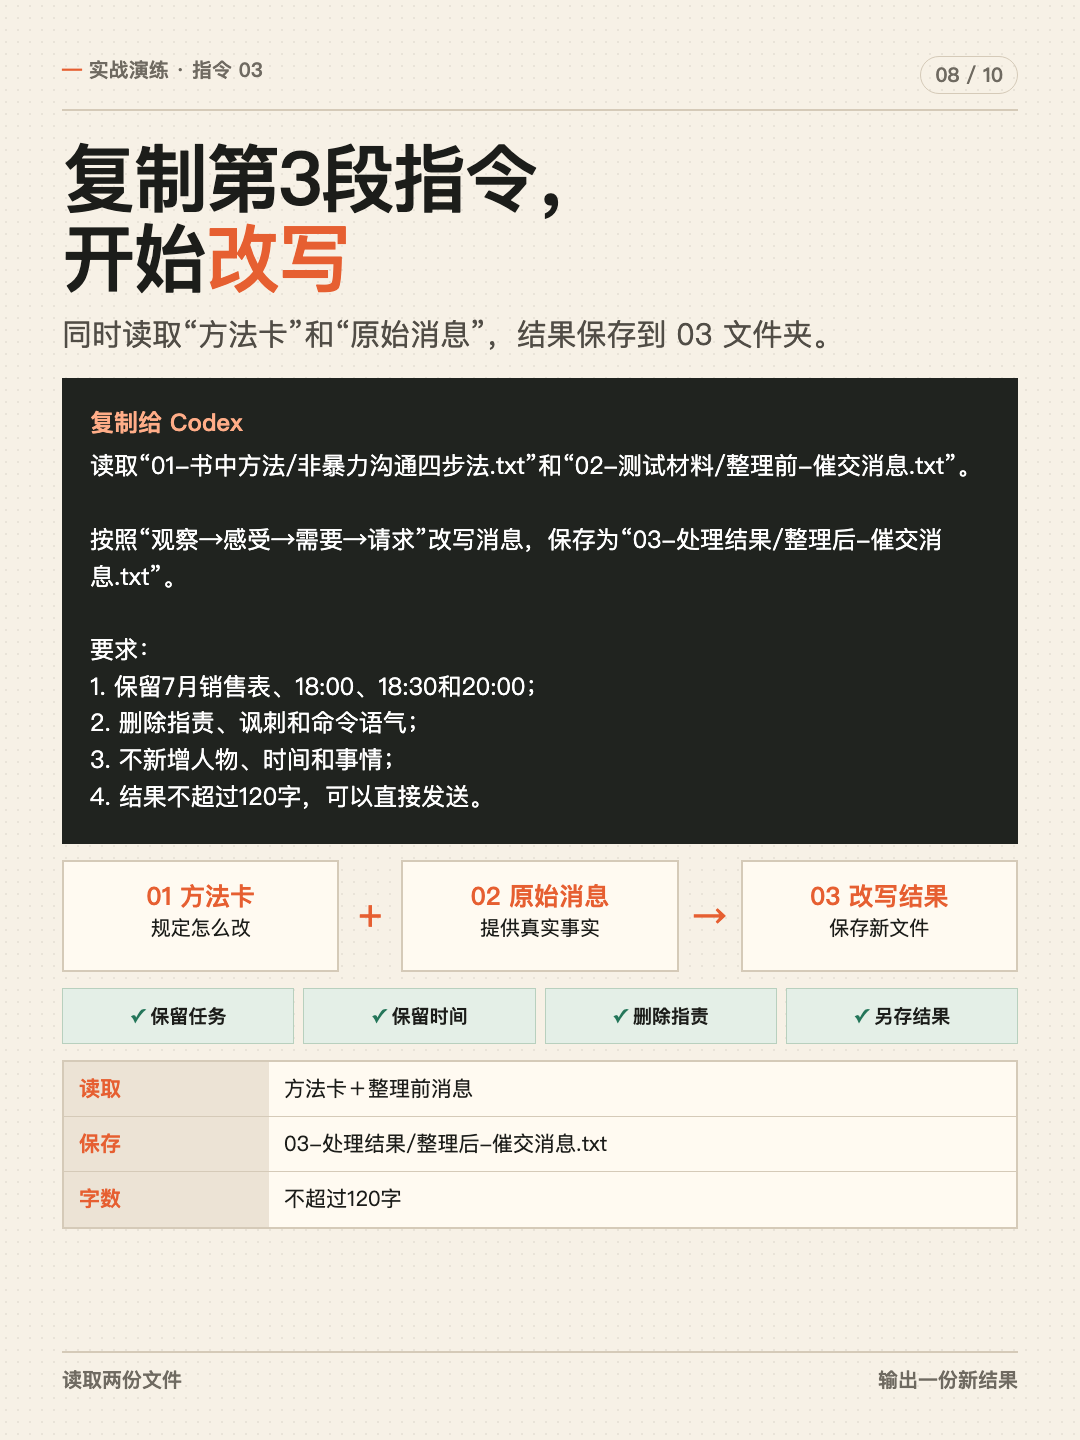 — 实战演练 · 指令 03
08 / 10
复制第3段指令，
开始改写
同时读取“方法卡”和“原始消息”，结果保存到 03 文件夹。
复制给 Codex
读取“01-书中方法/非暴力沟通四步法.txt”和“02-测试材料/整理前-催交消息.txt”。
按照“观察→感受→需要→请求”改写消息，保存为“03-处理结果/整理后-催交消
息.txt”。
要求：
1. 保留7月销售表、18:00、18:30和20:00；
2. 删除指责、讽刺和命令语气；
3. 不新增人物、时间和事情；
4. 结果不超过120字，可以直接发送。
01 方法卡
规定怎么改
+
02 原始消息
提供真实事实
→
03 改写结果
保存新文件
✓ 保留任务
✓ 保留时间
✓ 删除指责
✓ 另存结果
读取 方法卡＋整理前消息
保存 03-处理结果/整理后-催交消息.txt
字数 不超过120字
读取两份文件
输出一份新结果